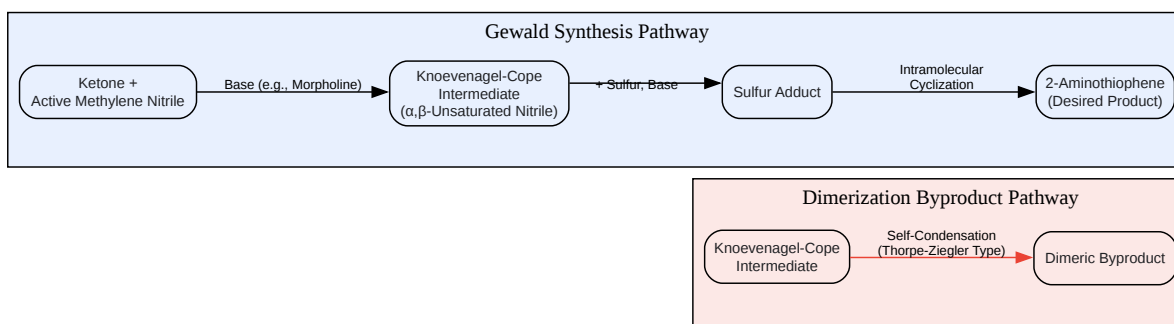 Gewald Synthesis Pathway
Ketone +
Active Methylene Nitrile
Base (e.g., Morpholine)
Knoevenagel-Cope
Intermediate
(α,β-Unsaturated Nitrile)
+ Sulfur, Base
Sulfur Adduct
Intramolecular
Cyclization
2-Aminothiophene
(Desired Product)
Dimerization Byproduct Pathway
Knoevenagel-Cope
Intermediate
Self-Condensation
(Thorpe-Ziegler Type)
Dimeric Byproduct